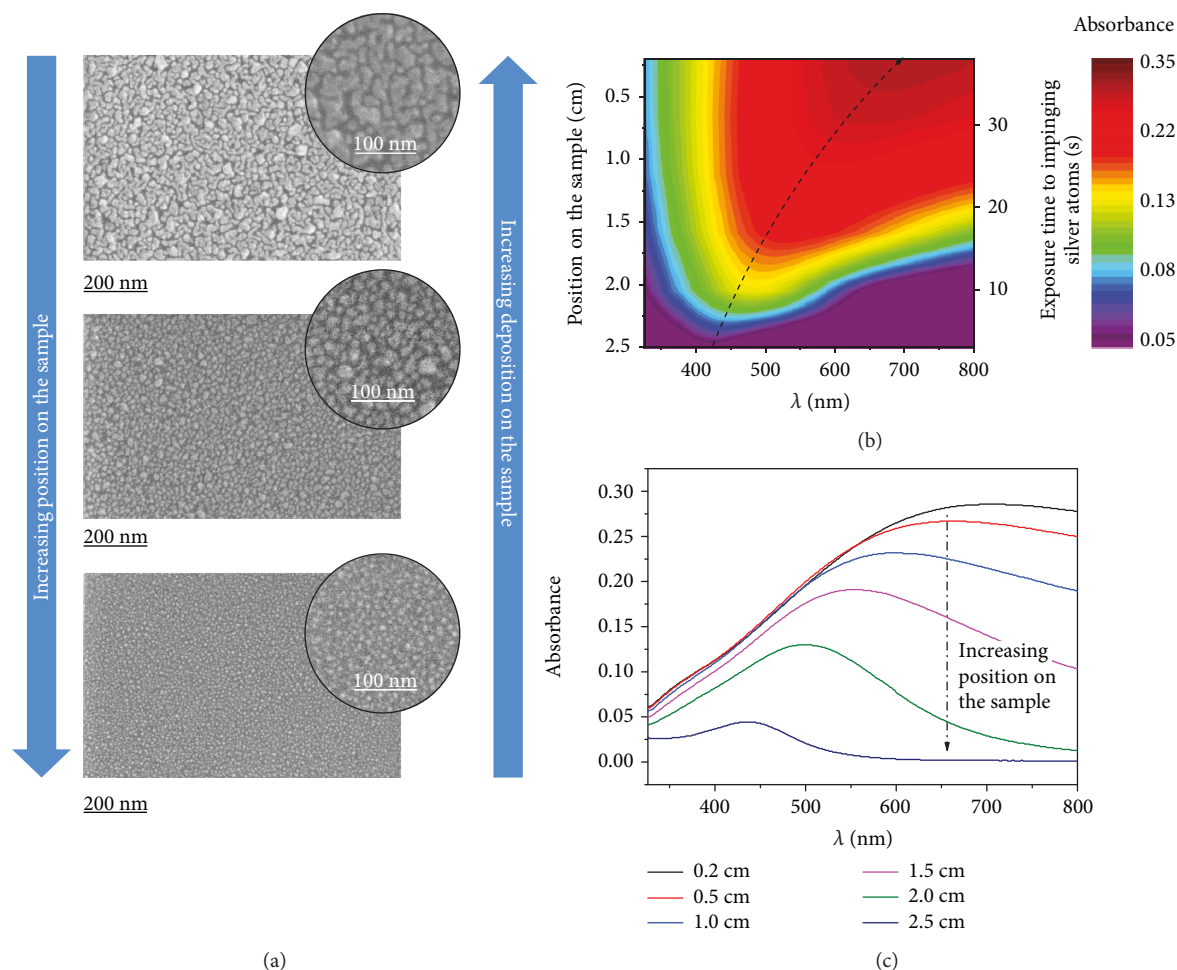 Increasing position on the sample
100 nm
200 nm
100 nm
200 nm
100 nm
200 nm
Increasing deposition on the sample
(a)
Absorbance
Position on the sample (cm)
0.5
1.0
1.5
2.0
2.5
400
500
600
700
800
λ (nm)
30
20
10
Exposure time to impinging
silver atoms (s)
0.35
0.22
0.13
0.08
0.05
(b)
Absorbance
0.30
0.25
0.20
0.15
0.10
0.05
0.00
Increasing
position on
the sample
400
500
600
700
800
λ (nm)
0.2 cm
0.5 cm
1.0 cm
1.5 cm
2.0 cm
2.5 cm
(c)